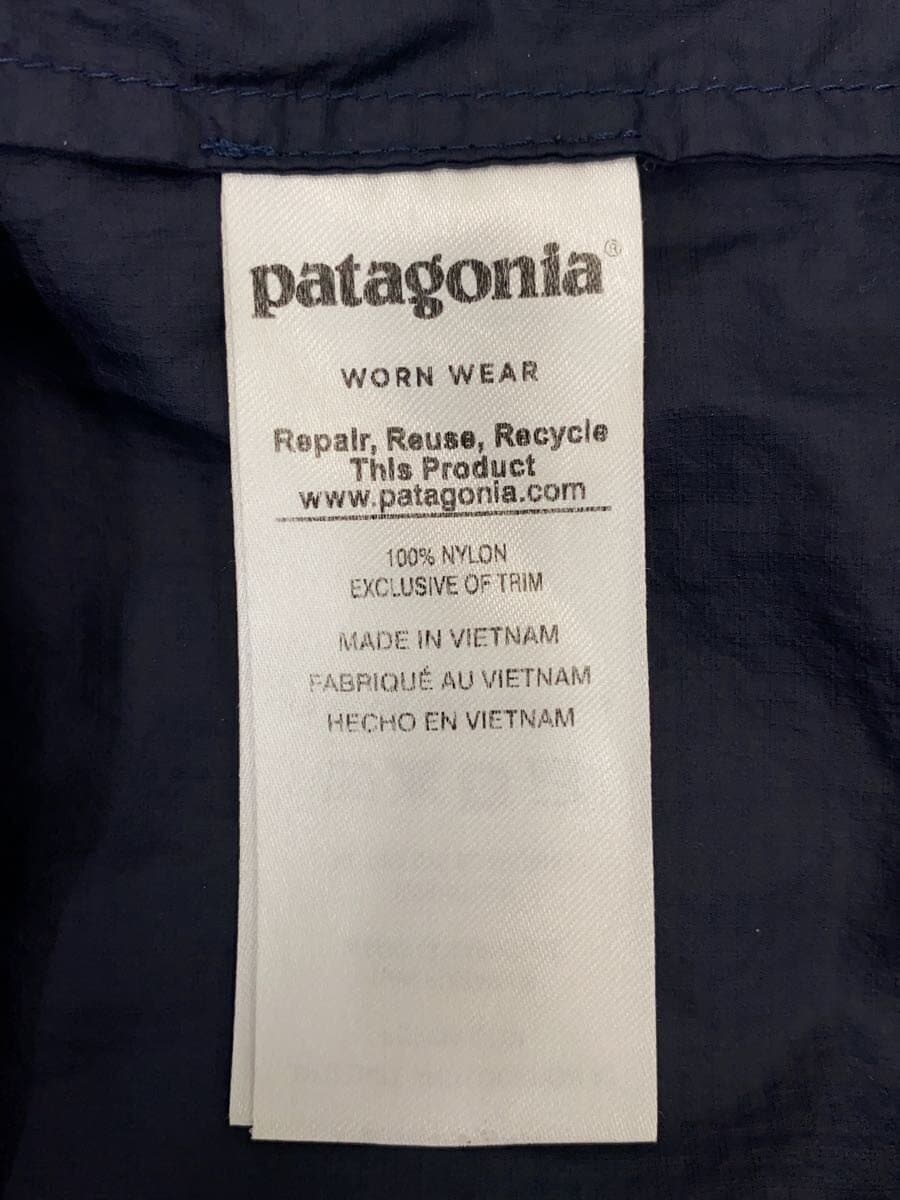 patagonia®
WORN WEAR
Repair, Reuse, Recycle
This Product
www.patagonia.com
100% NYLON
EXCLUSIVE OF TRIM
MADE IN VIETNAM
FABRIQUÉ AU VIETNAM
HECHO EN VIETNAM